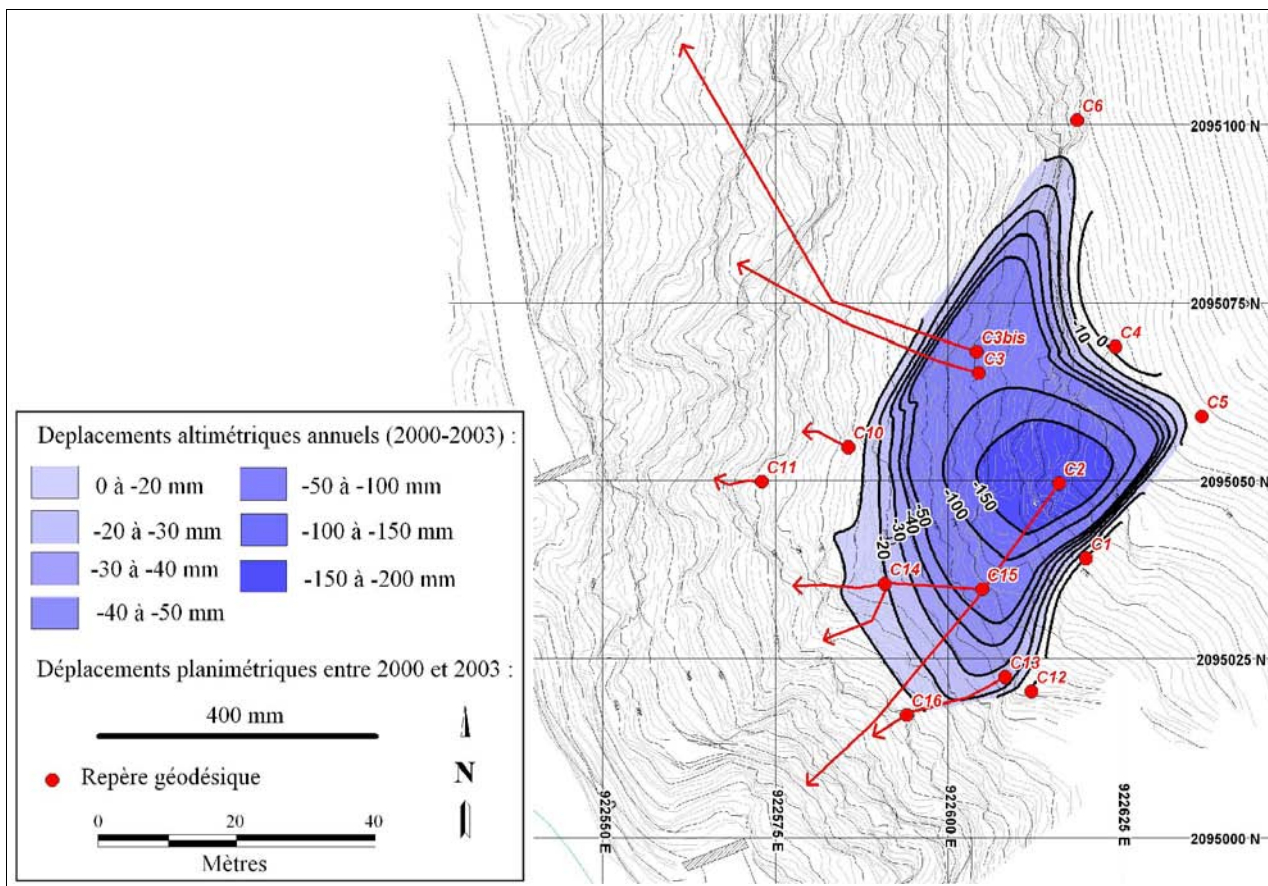 C6
2095100 N
2095075 N
-10
0
C4
C3bis
C3
C5
C10
C11
C2
2095050 N
-150
-100
-50
-40
-30
-20
C1
C14
C15
2095025 N
C13
C12
C16
922550 E
922575 E
922600 E
922625 E
2095000 N
Deplacements altimétriques annuels (2000-2003) :
0 à -20 mm
-50 à -100 mm
-20 à -30 mm
-100 à -150 mm
-30 à -40 mm
-150 à -200 mm
-40 à -50 mm
Déplacements planimétriques entre 2000 et 2003 :
400 mm
Repère géodésique
N
0 20 40
Mètres